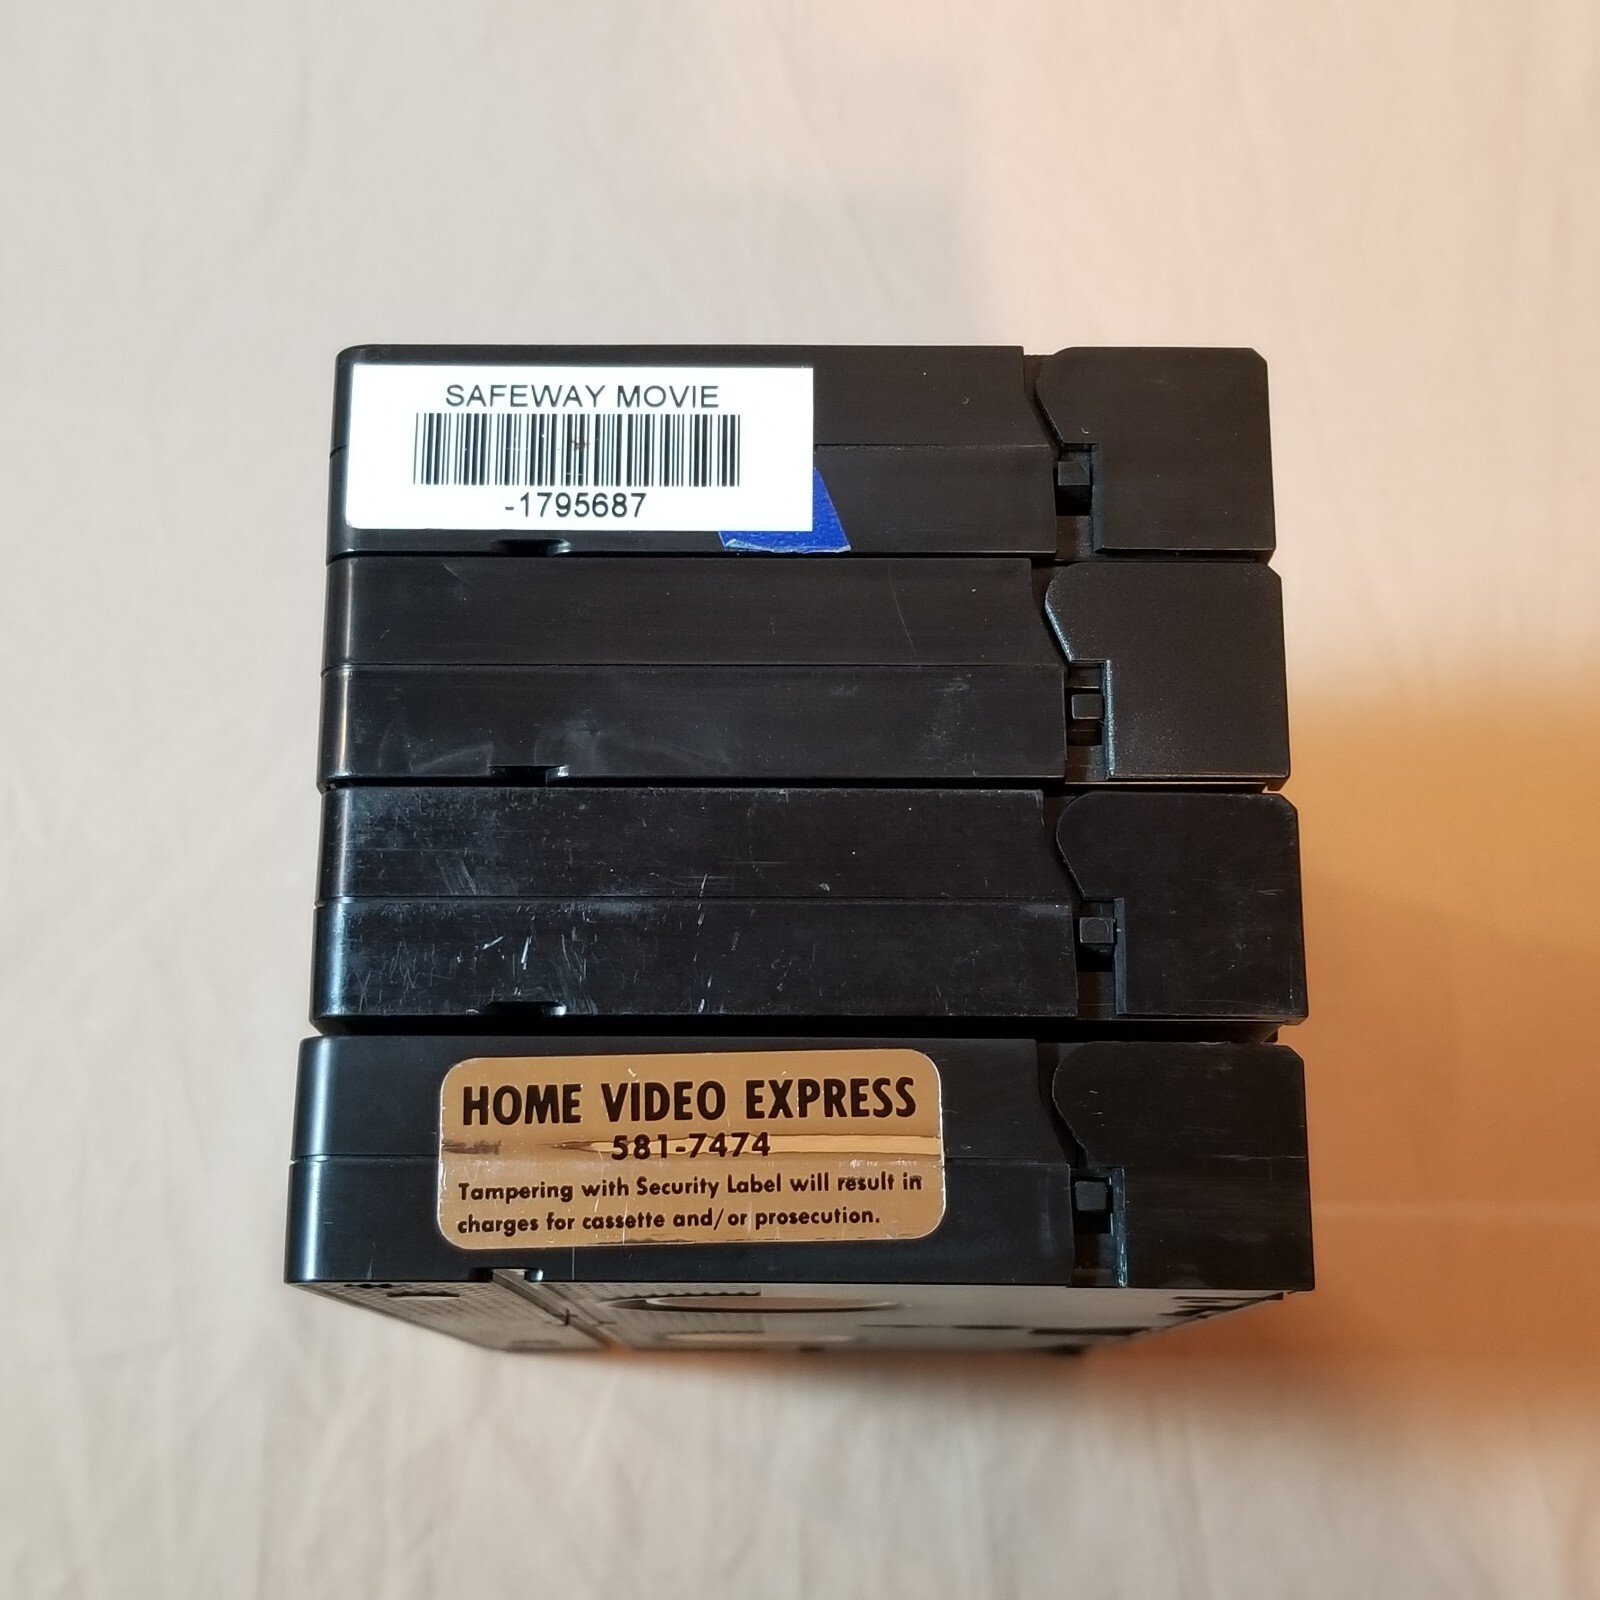 SAFEWAY MOVIE
-1795687
HOME VIDEO EXPRESS
581-7474
Tampering with Security Label will result in
charges for cassette and/or prosecution.